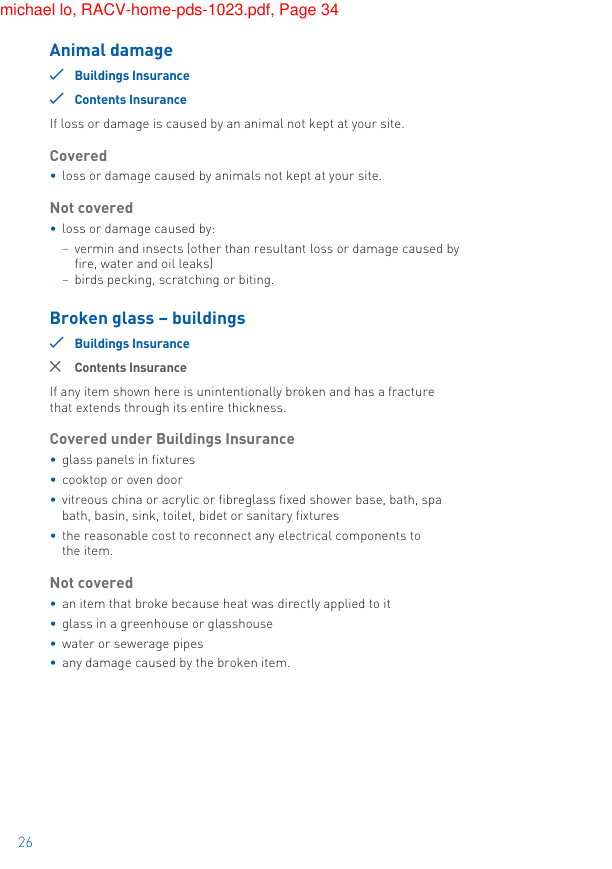 michael lo, RACV-home-pds-1023.pdf, Page 34
Animal damage
Buildings Insurance
Contents Insurance
If loss or damage is caused by an animal not kept at your site.
Covered
• loss or damage caused by animals not kept at your site.
Not covered
• loss or damage caused by:
– vermin and insects (other than resultant loss or damage caused by
fire, water and oil leaks)
– birds pecking, scratching or biting.
Broken glass – buildings
Buildings Insurance
Contents Insurance
If any item shown here is unintentionally broken and has a fracture
that extends through its entire thickness.
Covered under Buildings Insurance
• glass panels in fixtures
• cooktop or oven door
• vitreous china or acrylic or fibreglass fixed shower base, bath, spa
bath, basin, sink, toilet, bidet or sanitary fixtures
• the reasonable cost to reconnect any electrical components to
the item.
Not covered
• an item that broke because heat was directly applied to it
• glass in a greenhouse or glasshouse
• water or sewerage pipes
• any damage caused by the broken item.
26